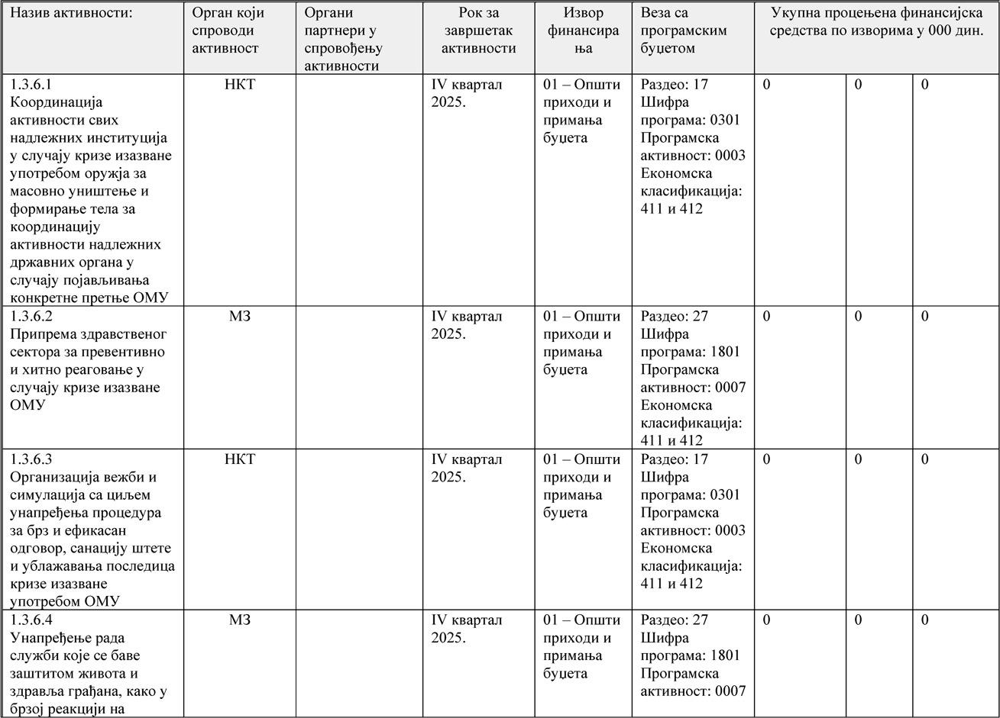 Назив активности:
Орган који
спроводи
активност
Органи
партнери у
спровођењу
активности
Рок за
завршетак
активности
Извор
финансира
ња
Веза са
програмским
буџетом
Укупна процењена финансијска
средства по изворима у 000 дин.
1.3.6.1
Координација
активности свих
надлежних институција
у случају кризе изазване
употребом оружја за
масовно уништење и
формирање тела за
координацију
активности надлежних
државних органа у
случају појављивања
конкретне претње ОМУ
НКТ
IV квартал
2025.
01 – Општи
приходи и
примања
буџета
Раздео: 17
Шифра
програма: 0301
Програмска
активност: 0003
Економска
класификација:
411 и 412
0
0
0
1.3.6.2
Припрема здравственог
сектора за превентивно
и хитно реаговање у
случају кризе изазване
ОМУ
МЗ
IV квартал
2025.
01 – Општи
приходи и
примања
буџета
Раздео: 27
Шифра
програма: 1801
Програмска
активност: 0007
Економска
класификација:
411 и 412
0
0
0
1.3.6.3
Организација вежби и
симулација са циљем
унапређења процедура
за брз и ефикасан
одговор, санацију штете
и ублажавања последица
кризе изазване
употребом ОМУ
НКТ
IV квартал
2025.
01 – Општи
приходи и
примања
буџета
Раздео: 17
Шифра
програма: 0301
Програмска
активност: 0003
Економска
класификација:
411 и 412
0
0
0
1.3.6.4
Унапређење рада
служби које се баве
заштитом живота и
здравља грађана, како у
брзој реакцији на
МЗ
IV квартал
2025.
01 – Општи
приходи и
примања
буџета
Раздео: 27
Шифра
програма: 1801
Програмска
активност: 0007
0
0
0